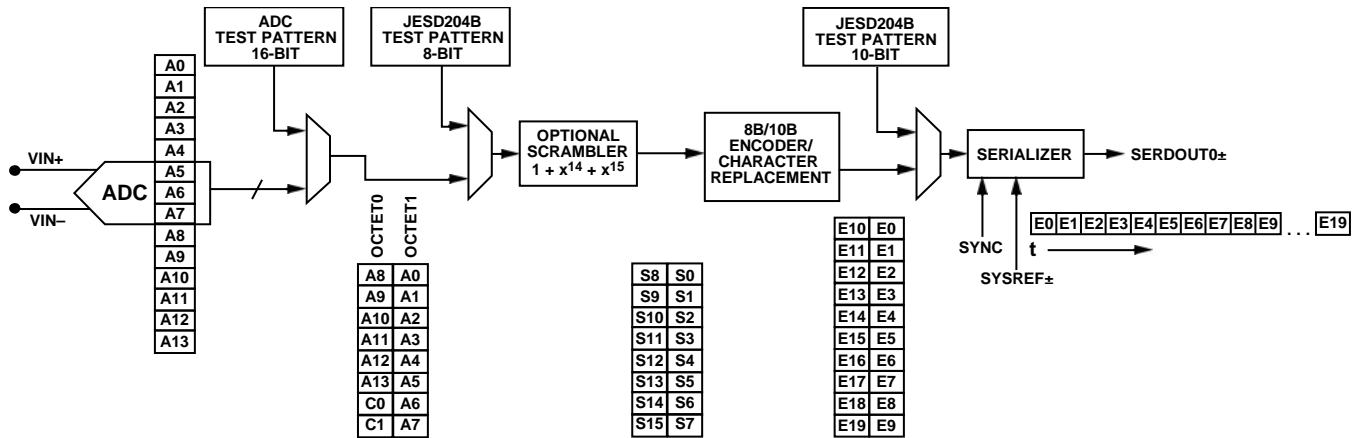 ADC
TEST PATTERN
16-BIT
JESD204B
TEST PATTERN
8-BIT
JESD204B
TEST PATTERN
10-BIT
A0
A1
A2
A3
A4
A5
A6
A7
A8
A9
A10
A11
A12
A13
VIN+
VIN–
ADC
OPTIONAL
SCRAMBLER
1 + x14 + x15
8B/10B
ENCODER/
CHARACTER
REPLACEMENT
SERIALIZER
SERDOUT0±
SYNC
SYSREF±
E0 E1 E2 E3 E4 E5 E6 E7 E8 E9 . . . E19
t
OCTET0
OCTET1
A8 A0
A9 A1
A10 A2
A11 A3
A12 A4
A13 A5
C0 A6
C1 A7
S8 S0
S9 S1
S10 S2
S11 S3
S12 S4
S13 S5
S14 S6
S15 S7
E10 E0
E11 E1
E12 E2
E13 E3
E14 E4
E15 E5
E16 E6
E17 E7
E18 E8
E19 E9